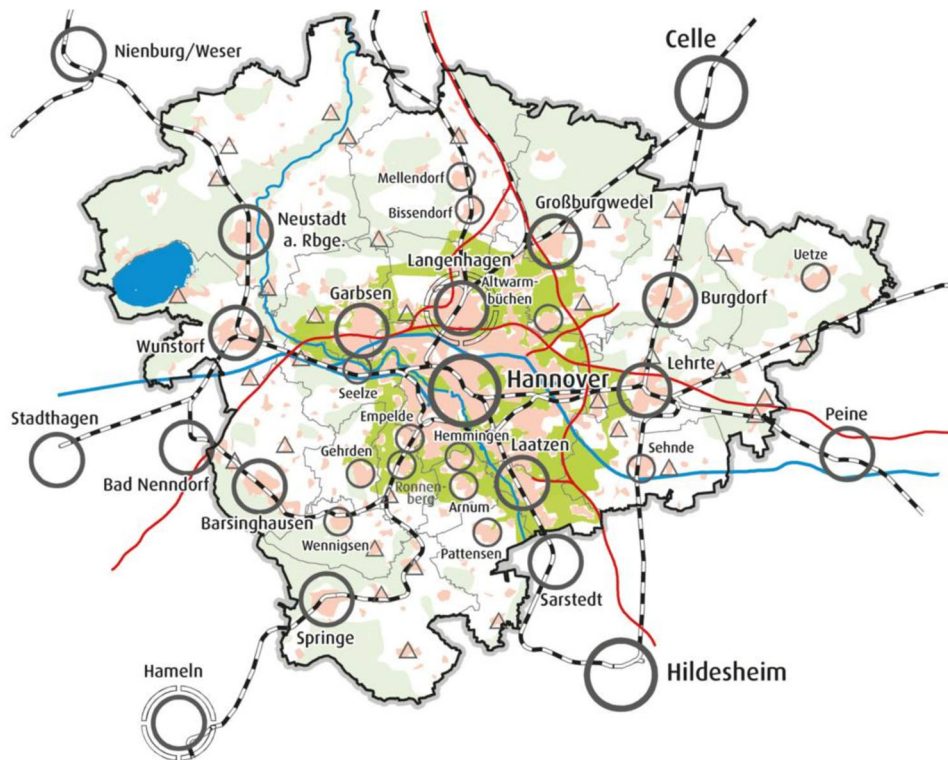 Nienburg/Weser
Celle
Mellendorf
Bissendorf
Großburgwedel
Neustadt
a. Rbge.
Langenhagen
Uetze
Altwarm-
büchen
Garbsen
Burgdorf
Wunstorf
Lehrte
Hannover
Seelze
Stadthagen
Empelde
Peine
Hemmingen
Laatzen
Gehrden
Sehnde
Bad Nenndorf
Ronnen-
berg
Arnum
Barsinghausen
Wennigsen
Pattensen
Sarstedt
Springe
Hameln
Hildesheim